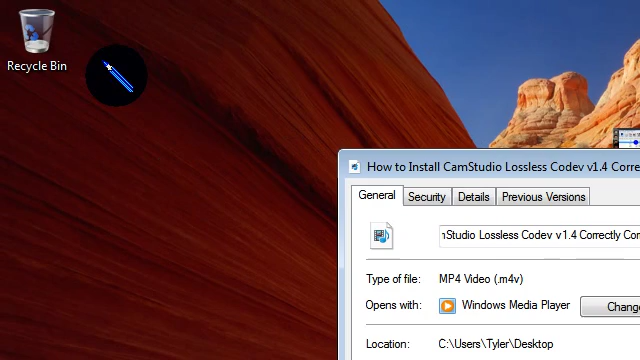 Recycle Bin
How to Install CamStudio Lossless Codev v1.4 Corre
General Security Details Previous Versions
Studio Lossless Codev v1.4 Correctly Cor
Type of file: MP4 Video (.m4v)
Opens with: Windows Media Player Change
Location: C:\Users\Tyler\Desktop